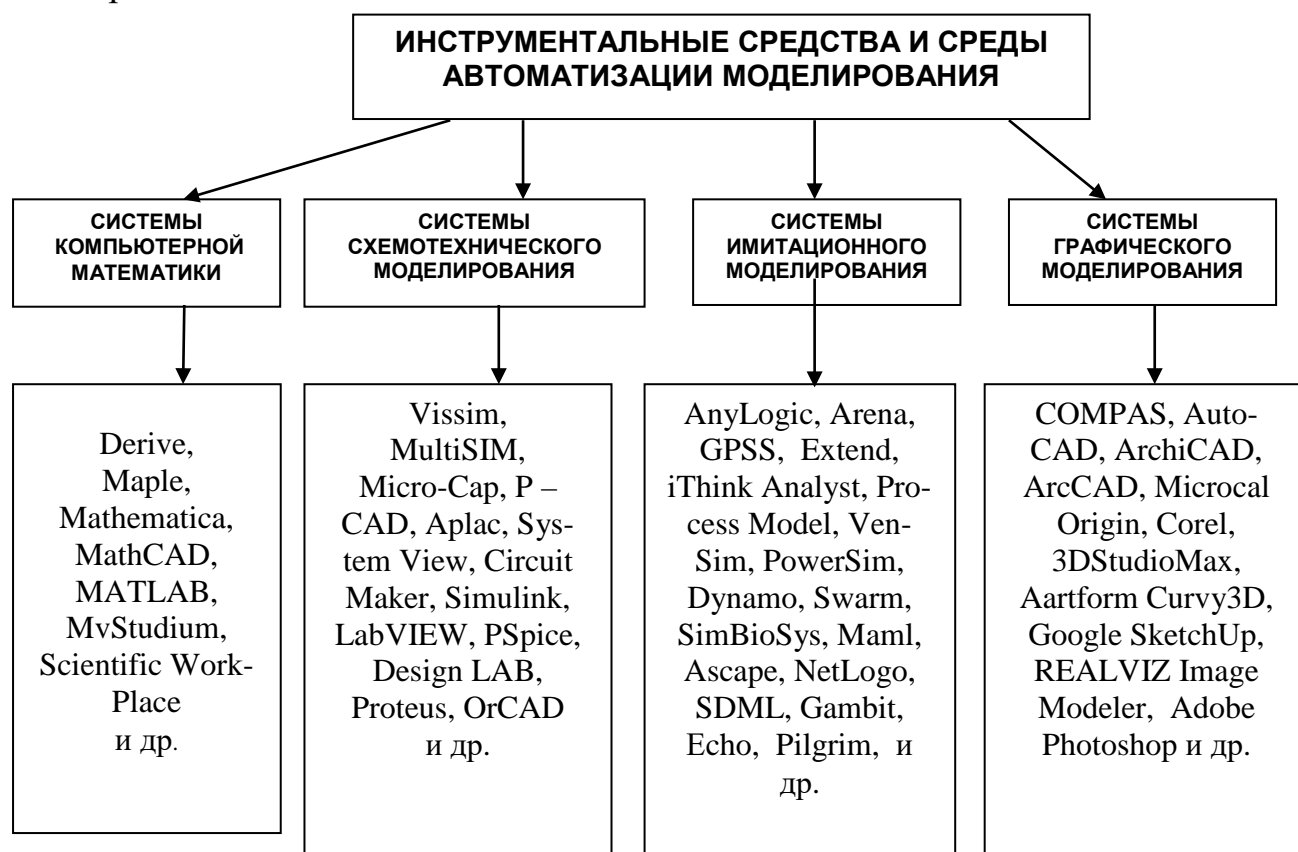 ИНСТРУМЕНТАЛЬНЫЕ СРЕДСТВА И СРЕДЫ
АВТОМАТИЗАЦИИ МОДЕЛИРОВАНИЯ
СИСТЕМЫ
КОМПЬЮТЕРНОЙ
МАТЕМАТИКИ
СИСТЕМЫ
СХЕМОТЕХНИЧЕСКОГО
МОДЕЛИРОВАНИЯ
СИСТЕМЫ
ИМИТАЦИОННОГО
МОДЕЛИРОВАНИЯ
СИСТЕМЫ
ГРАФИЧЕСКОГО
МОДЕЛИРОВАНИЯ
Derive,
Maple,
Mathematica,
MathCAD,
MATLAB,
MvStudium,
Scientific Work-
Place
и др.
Vissim,
MultiSIM,
Micro-Cap, P –
CAD, Aplac, Sys-
tem View, Circuit
Maker, Simulink,
LabVIEW, PSpice,
Design LAB,
Proteus, OrCAD
и др.
AnyLogic, Arena,
GPSS, Extend,
iThink Analyst, Pro-
cess Model, Ven-
Sim, PowerSim,
Dynamo, Swarm,
SimBioSys, Maml,
Ascape, NetLogo,
SDML, Gambit,
Echo, Pilgrim, и
др.
COMPAS, Auto-
CAD, ArchiCAD,
ArcCAD, Microcal
Origin, Corel,
3DStudioMax,
Aartform Curvy3D,
Google SketchUp,
REALVIZ Image
Modeler, Adobe
Photoshop и др.